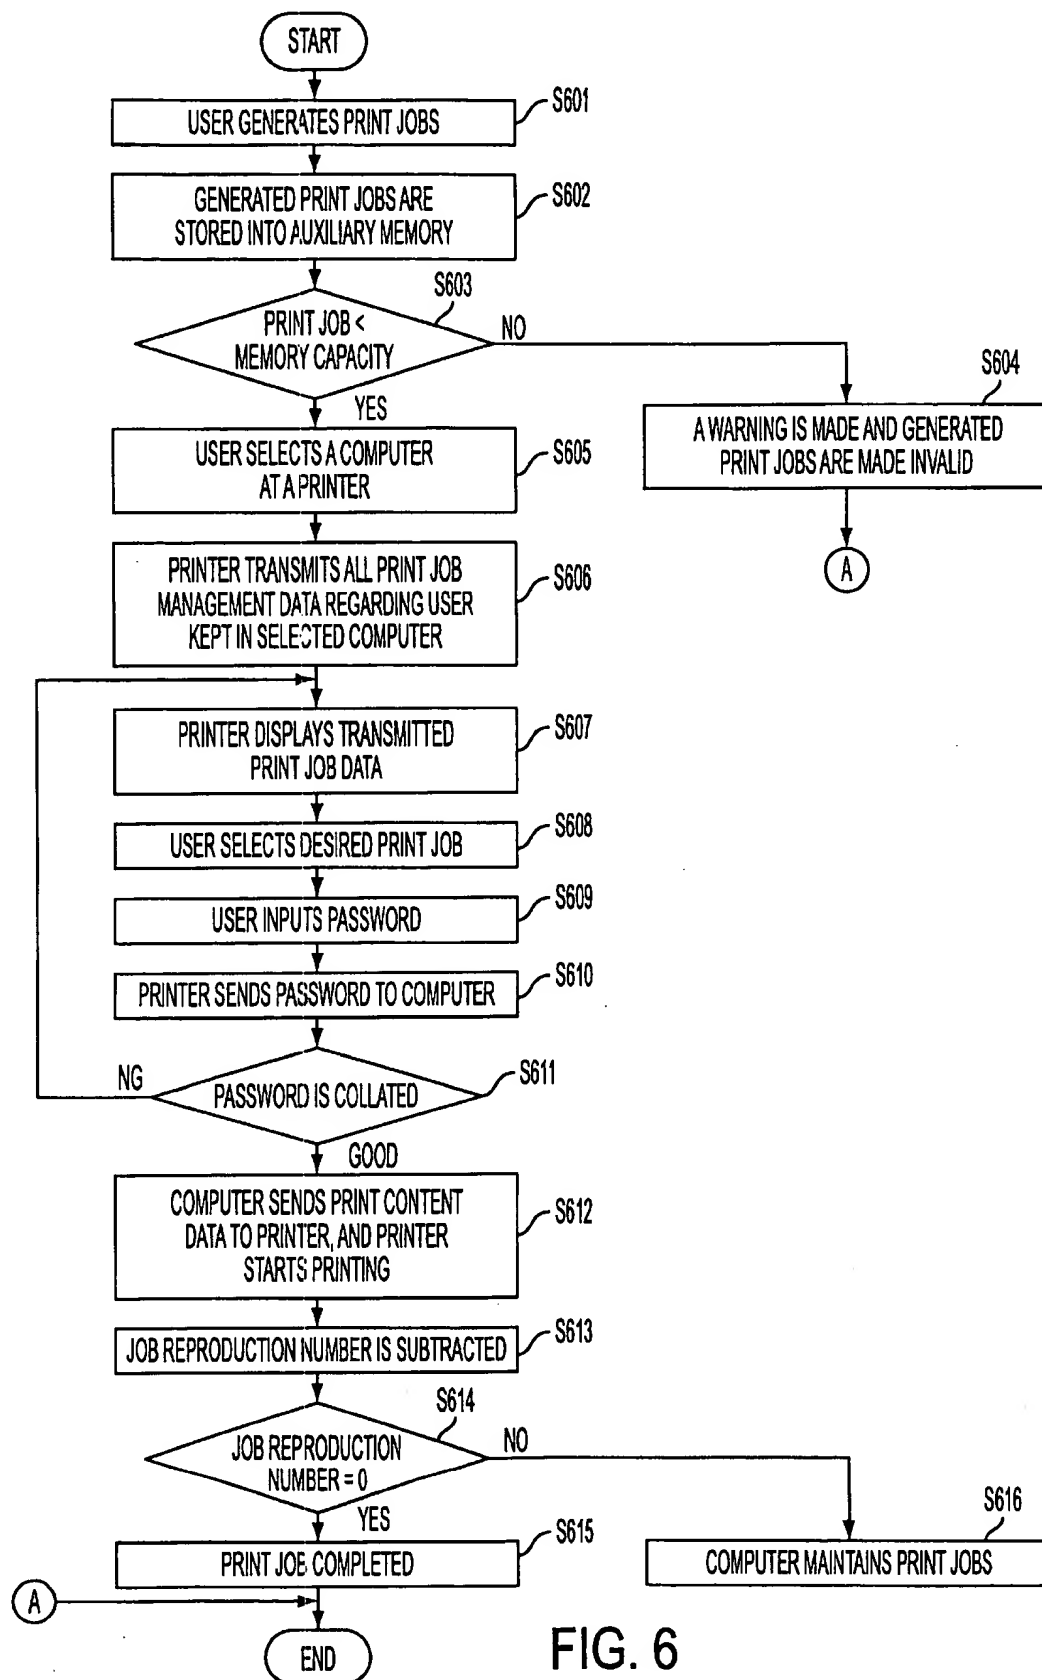 START
S601
USER GENERATES PRINT JOBS
S602
GENERATED PRINT JOBS ARE
STORED INTO AUXILIARY MEMORY
S603
PRINT JOB <
MEMORY CAPACITY
NO
YES
S604
A WARNING IS MADE AND GENERATED
PRINT JOBS ARE MADE INVALID
A
S605
USER SELECTS A COMPUTER
AT A PRINTER
S606
PRINTER TRANSMITS ALL PRINT JOB
MANAGEMENT DATA REGARDING USER
KEPT IN SELECTED COMPUTER
S607
PRINTER DISPLAYS TRANSMITTED
PRINT JOB DATA
S608
USER SELECTS DESIRED PRINT JOB
S609
USER INPUTS PASSWORD
S610
PRINTER SENDS PASSWORD TO COMPUTER
S611
NG
PASSWORD IS COLLATED
GOOD
S612
COMPUTER SENDS PRINT CONTENT
DATA TO PRINTER, AND PRINTER
STARTS PRINTING
S613
JOB REPRODUCTION NUMBER IS SUBTRACTED
S614
JOB REPRODUCTION
NUMBER = 0
NO
YES
S615
PRINT JOB COMPLETED
S616
COMPUTER MAINTAINS PRINT JOBS
A
END
FIG. 6